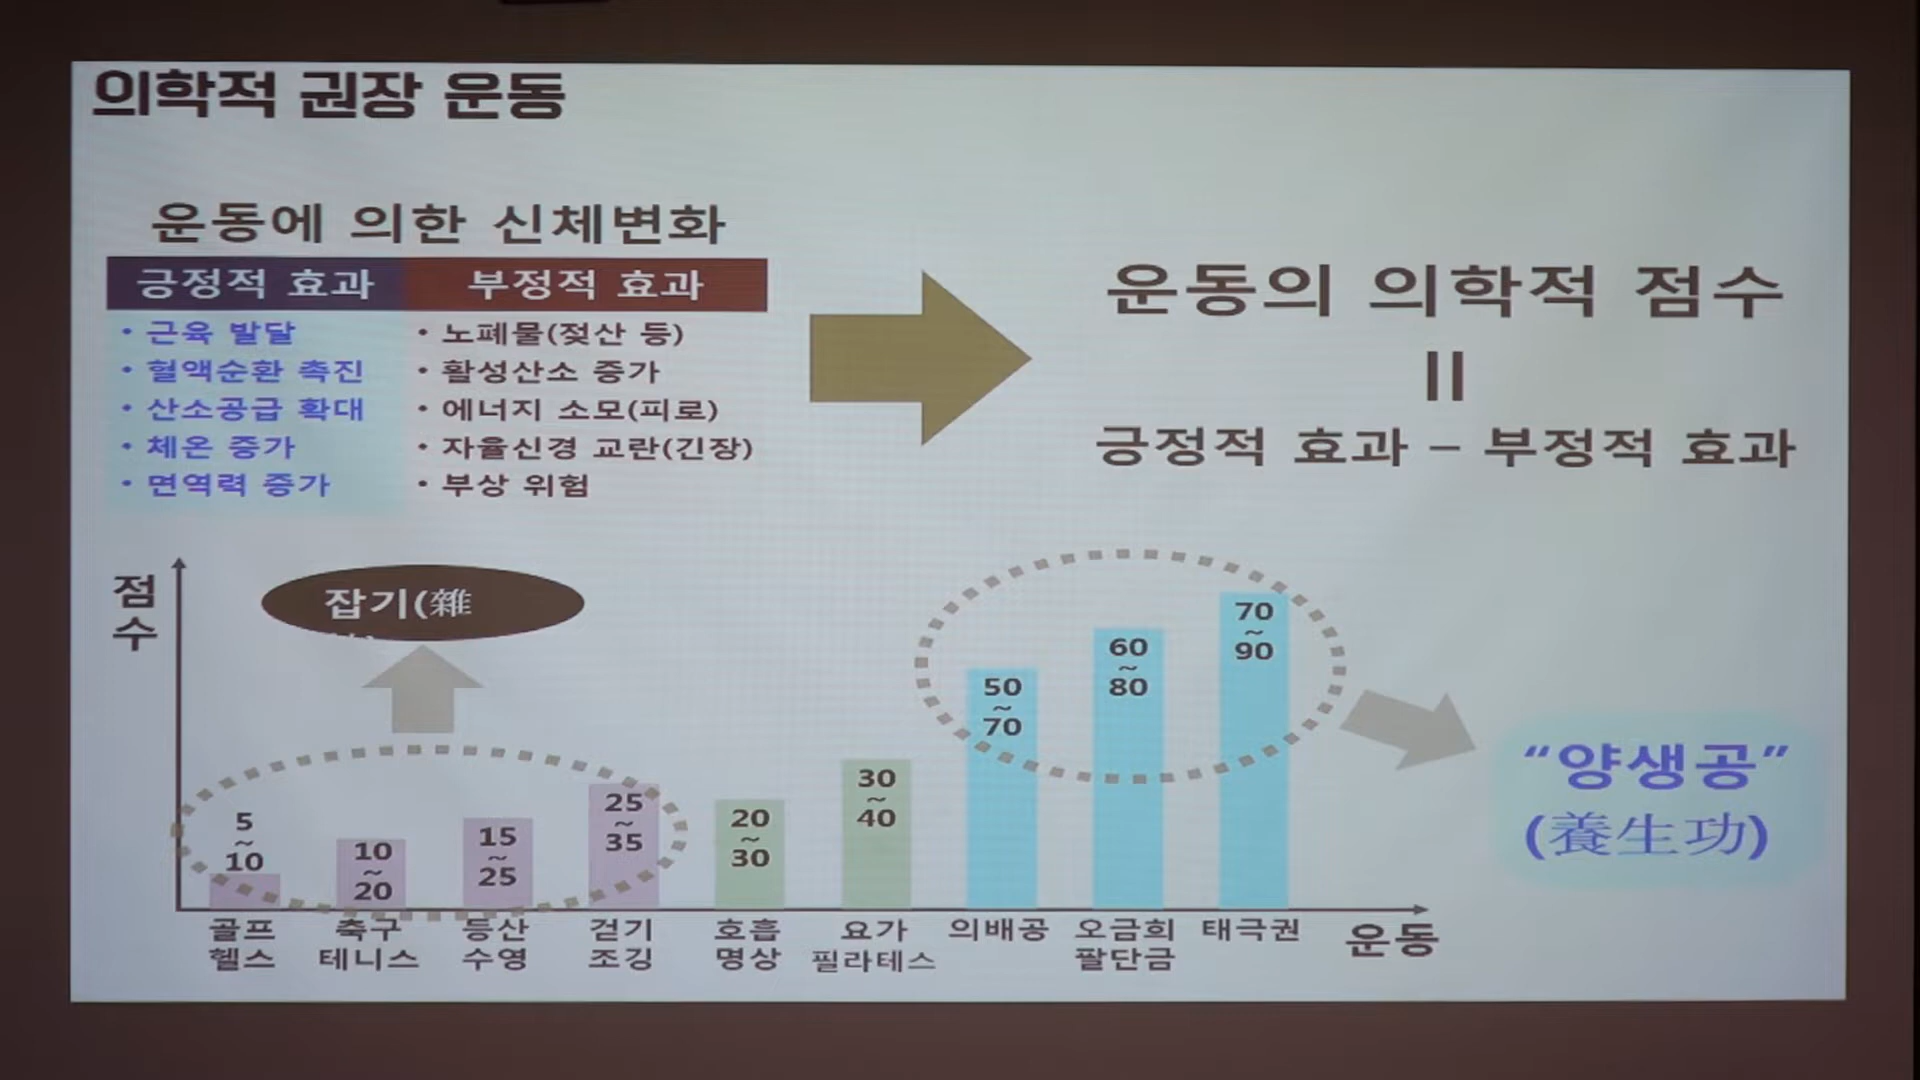 의학적 권장 운동
운동에 의한 신체변화
긍정적 효과 부정적 효과
• 근육 발달
• 혈액순환 촉진
• 산소공급 확대
• 체온 증가
• 면역력 증가
• 노폐물(젖산 등)
• 활성산소 증가
• 에너지 소모(피로)
• 자율신경 교란(긴장)
• 부상 위험
운동의 의학적 점수
=
긍정적 효과 – 부정적 효과
점수
잡기(雜
5~10
10~20
15~25
25~35
20~30
30~40
50~70
60~80
70~90
골프
헬스
축구
테니스
등산
수영
걷기
조깅
호흡
명상
요가
필라테스
의배공
오금희
팔단금
태극권
운동
“양생공”
(養生功)